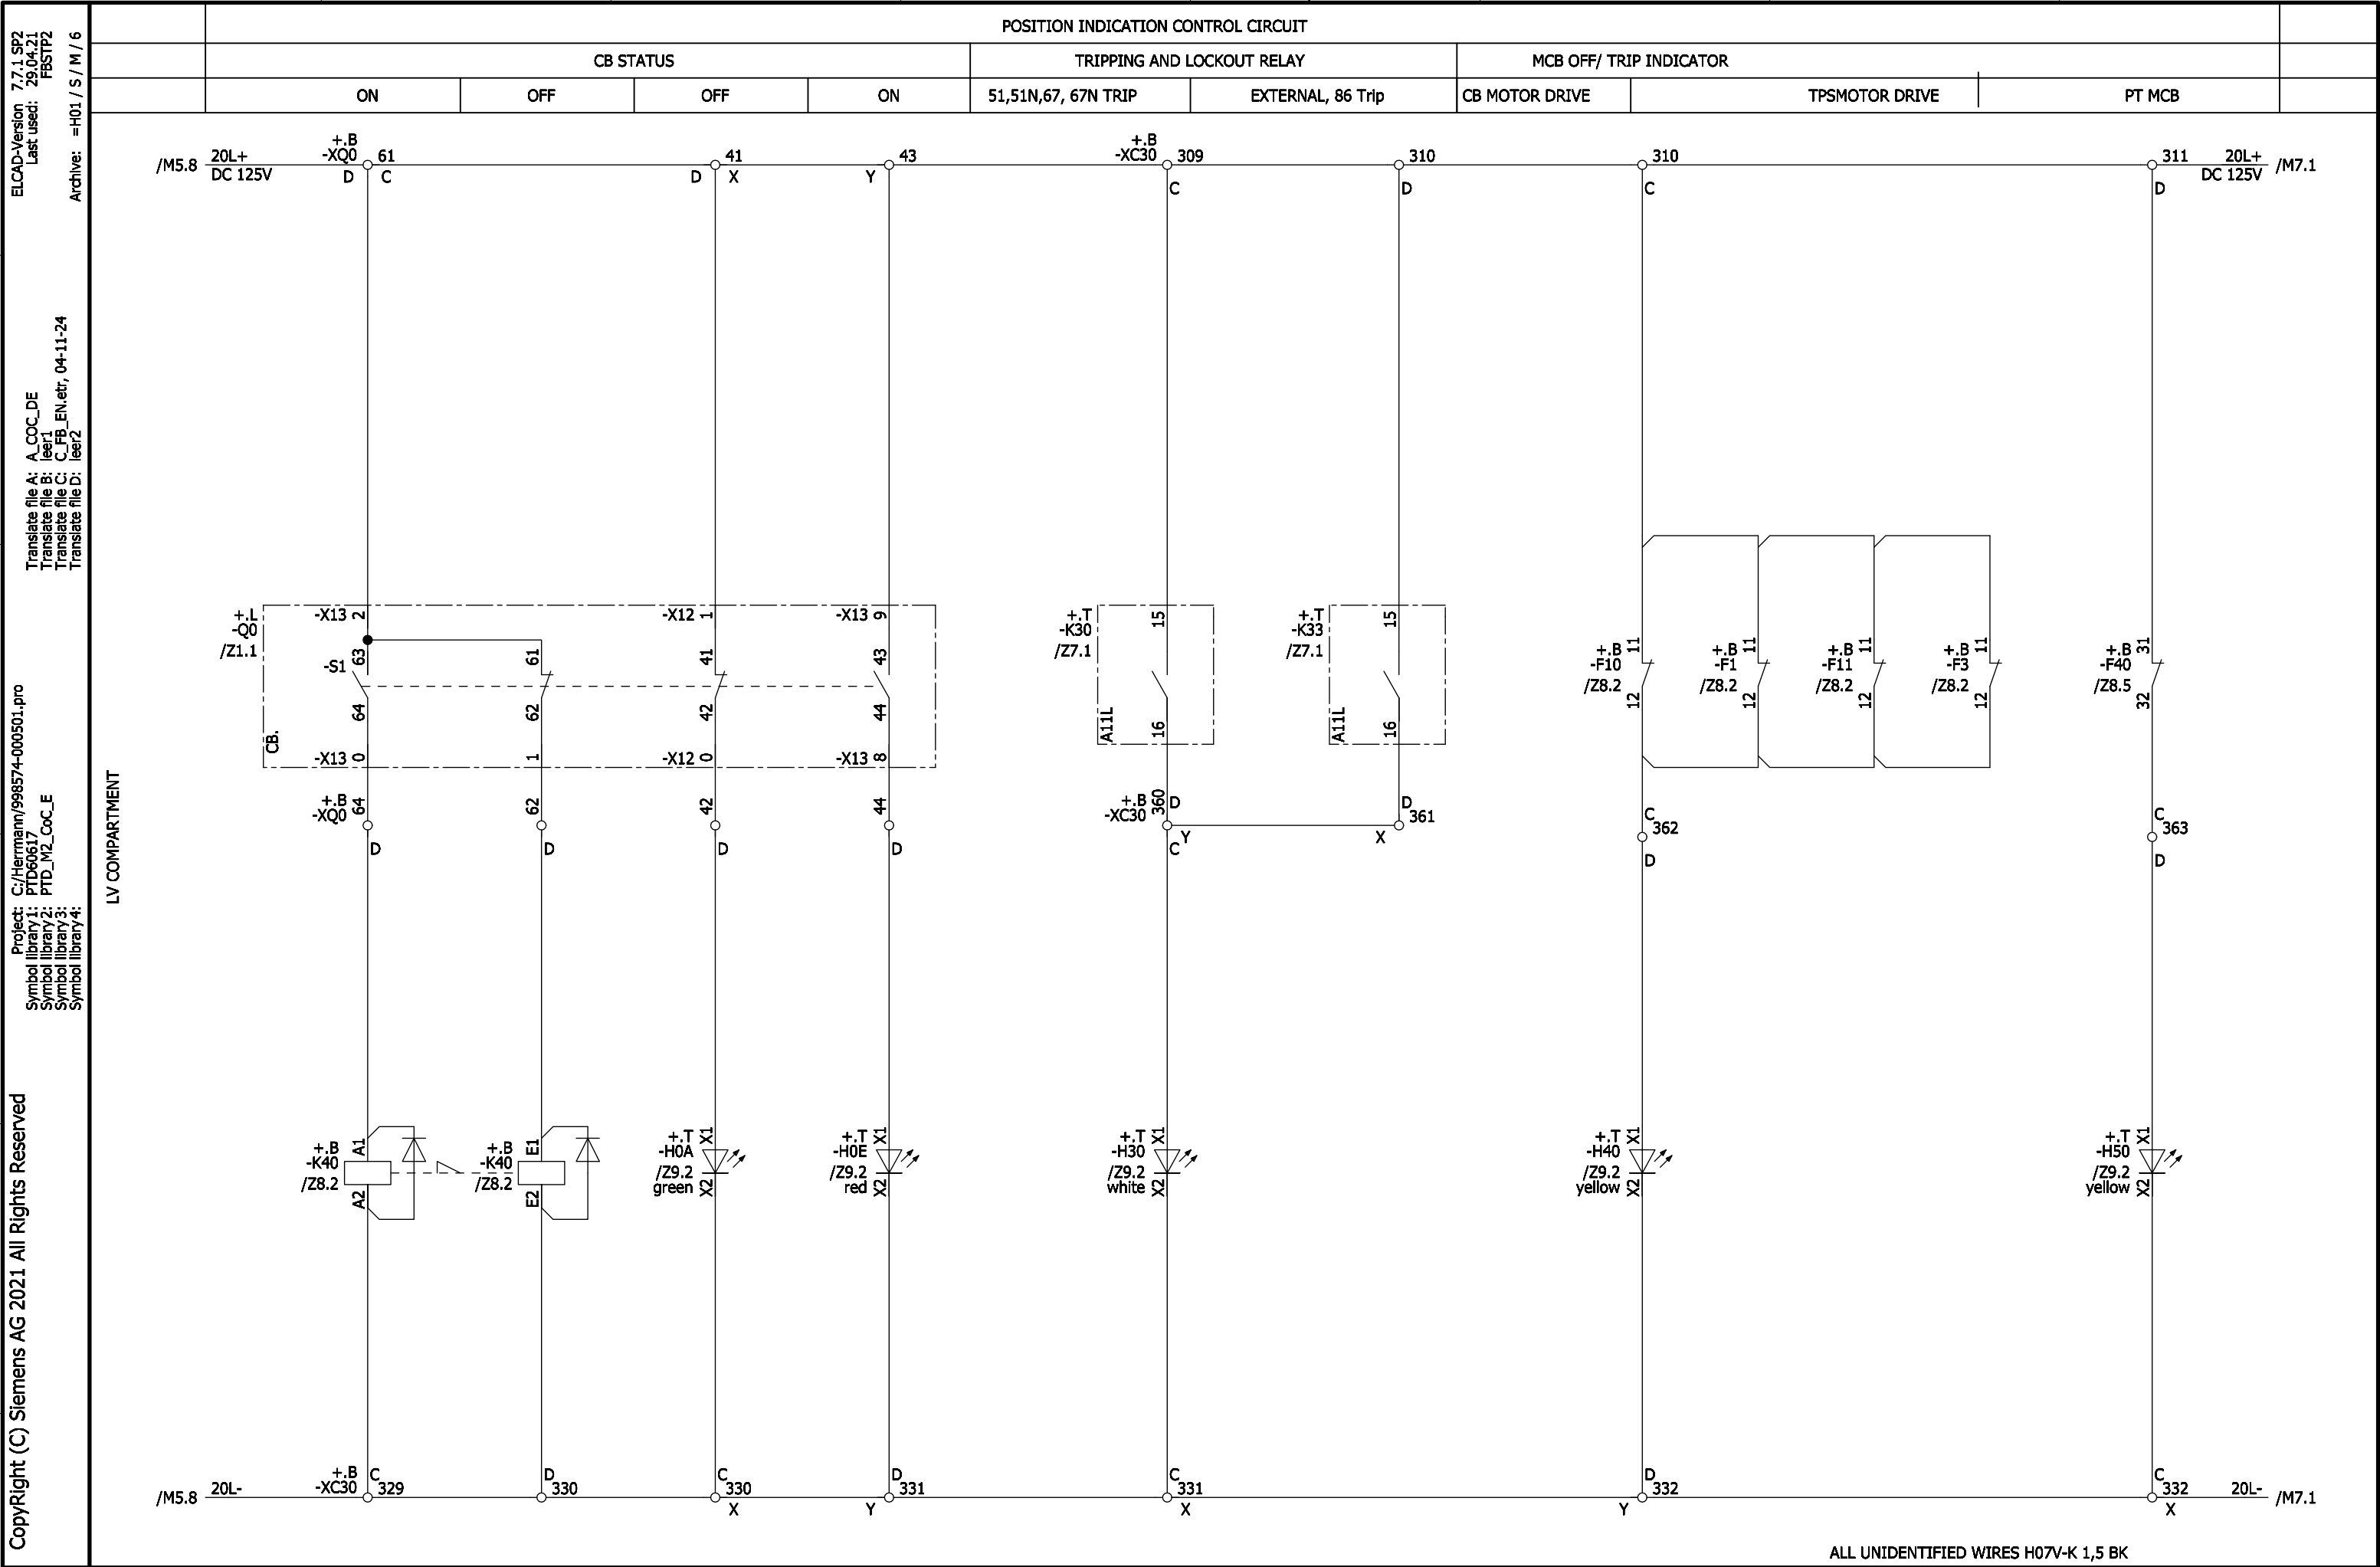 POSITION INDICATION CONTROL CIRCUIT
CB STATUS TRIPPING AND LOCKOUT RELAY MCB OFF/ TRIP INDICATOR
ON OFF OFF ON 51,51N,67, 67N TRIP EXTERNAL, 86 Trip CB MOTOR DRIVE TPSMOTOR DRIVE PT MCB
ELCAD-Version 7.7.1 SP2
Last used: 29.04.21
FBSTP2
Archive: =H01 / S / M / 6
Translate file A: A_COC_DE
Translate file B: leer1
Translate file C: C_FB_EN.etr, 04-11-24
Translate file D: leer2
Project: C:/Herrmann/998574-000501.pro
Symbol library1: PTD60617
Symbol library2: PTD_M2_CoC_E
Symbol library3:
Symbol library4:
CopyRight (C) Siemens AG 2021 All Rights Reserved
LV COMPARTMENT
+.B +.B
/M5.8 20L+ -XQ0 61 41 43 -XC30 309 310 310 311 20L+ /M7.1
DC 125V D C D X Y DC 125V
C D C D
+.L -X13 2 -X12 1 -X13 9 +.T 15 +.T 15
-Q0 -K30 -K33
/Z1.1 /Z7.1 /Z7.1
-S1 63 61 41 43
+.B 11 +.B 11 +.B 11 +.B 11 +.B 31
-F10 -F1 -F11 -F3 -F40
/Z8.2 /Z8.2 /Z8.2 /Z8.2 /Z8.5
12 12 12 12 32
64 62 42 44
CB. A11L 16 A11L 16
-X13 0 1 -X12 0 -X13 8
+.B 64 62 42 44 +.B 360 D D
-XQ0 -XC30 361
C 362 C 363
Y X
D D D D C
D D
+.B A1 +.B E1 +.T X1 +.T X1 +.T X1 +.T X1 +.T X1
-K40 -K40 -H0A -H0E -H30 -H40 -H50
/Z8.2 /Z8.2 /Z9.2 /Z9.2 /Z9.2 /Z9.2 /Z9.2
A2 E2 green X2 red X2 white X2 yellow X2 yellow X2
+.B C D C D C D C
/M5.8 20L- -XC30 329 330 330 331 331 332 332 20L- /M7.1
X Y X Y X
ALL UNIDENTIFIED WIRES H07V-K 1,5 BK